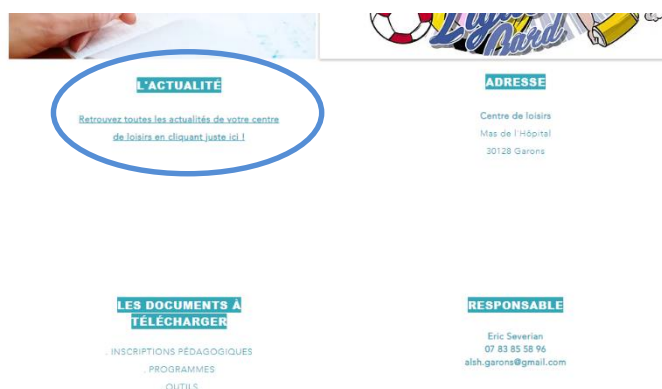 Gard
L'ACTUALITÉ
Retrouvez toutes les actualités de votre centre
de loisirs en cliquant juste ici !
ADRESSE
Centre de loisirs
Mas de l'Hôpital
30128 Garons
LES DOCUMENTS À
TÉLÉCHARGER
. INSCRIPTIONS PÉDAGOGIQUES
. PROGRAMMES
OUTILS
RESPONSABLE
Eric Severian
07 83 85 58 96
alsh.garons@gmail.com